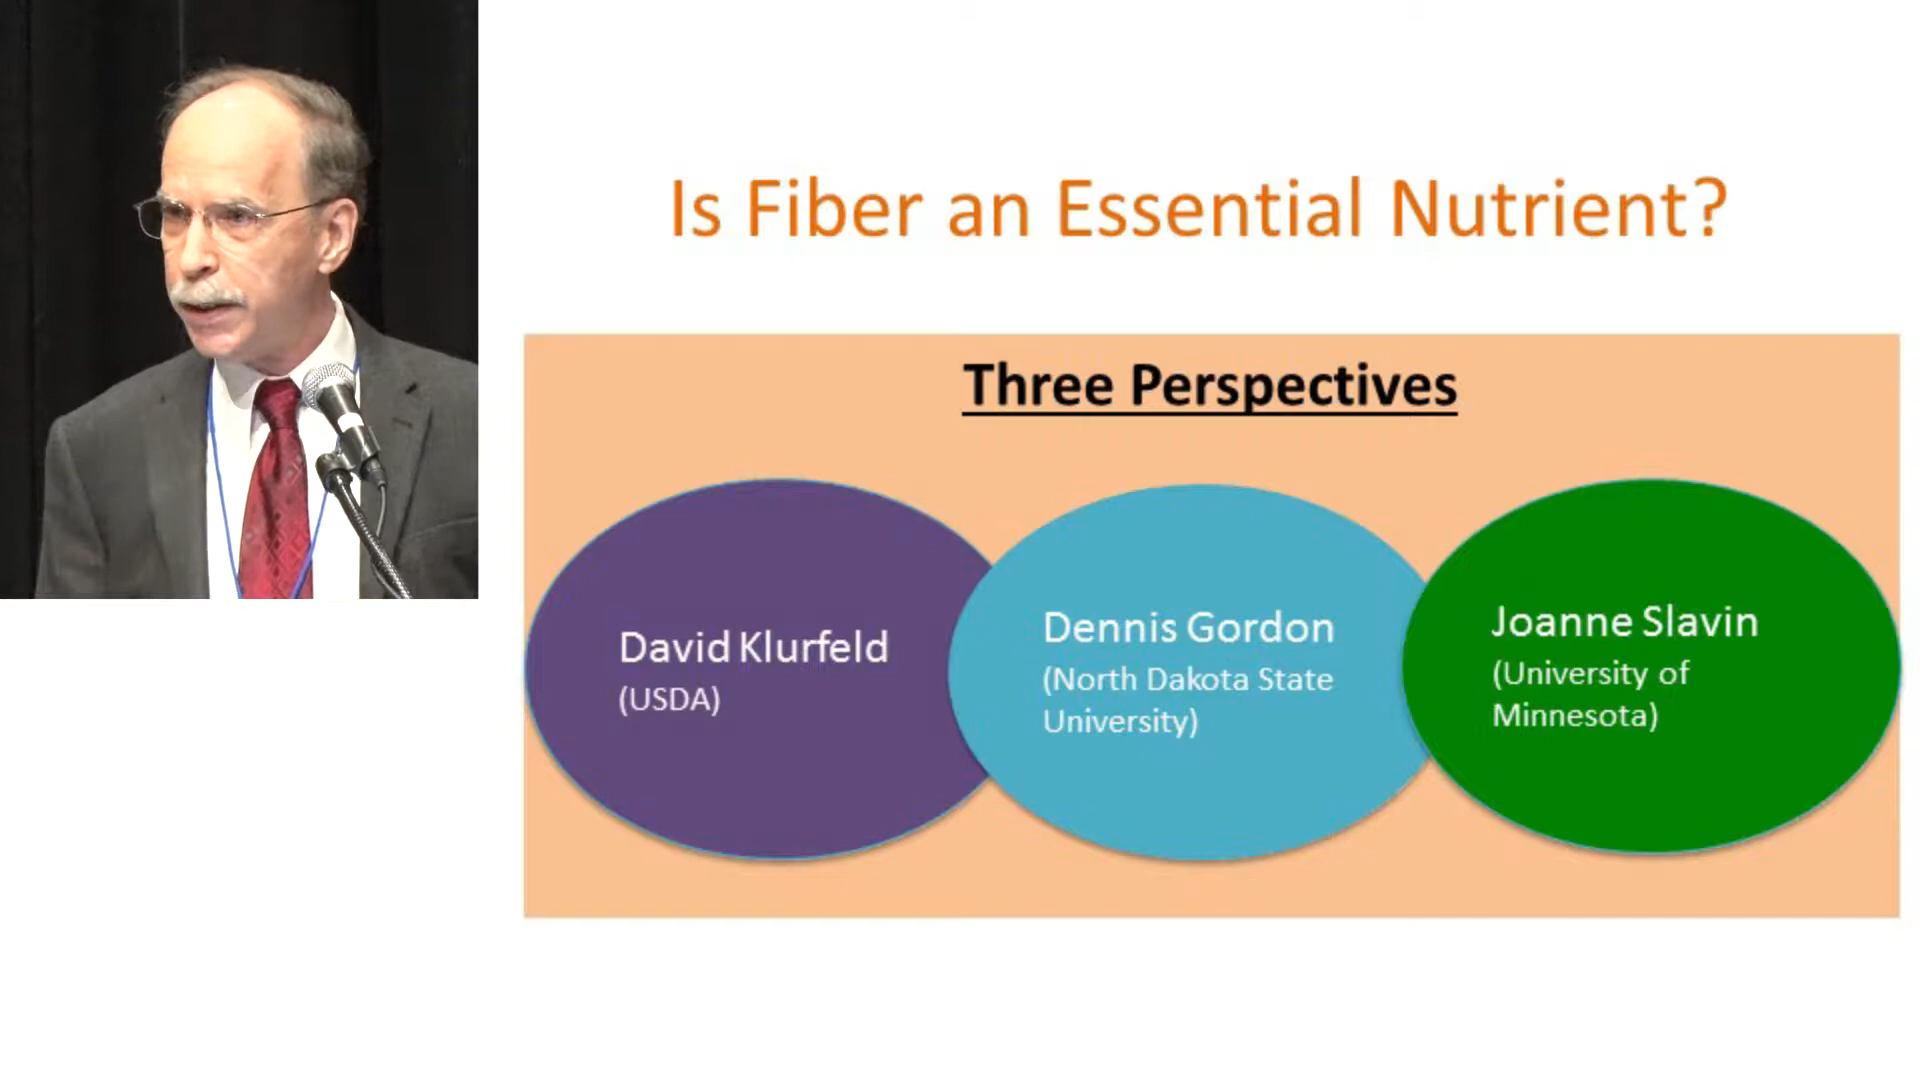 Is Fiber an Essential Nutrient?
Three Perspectives
David Klurfeld
(USDA)
Dennis Gordon
(North Dakota State
University)
Joanne Slavin
(University of
Minnesota)